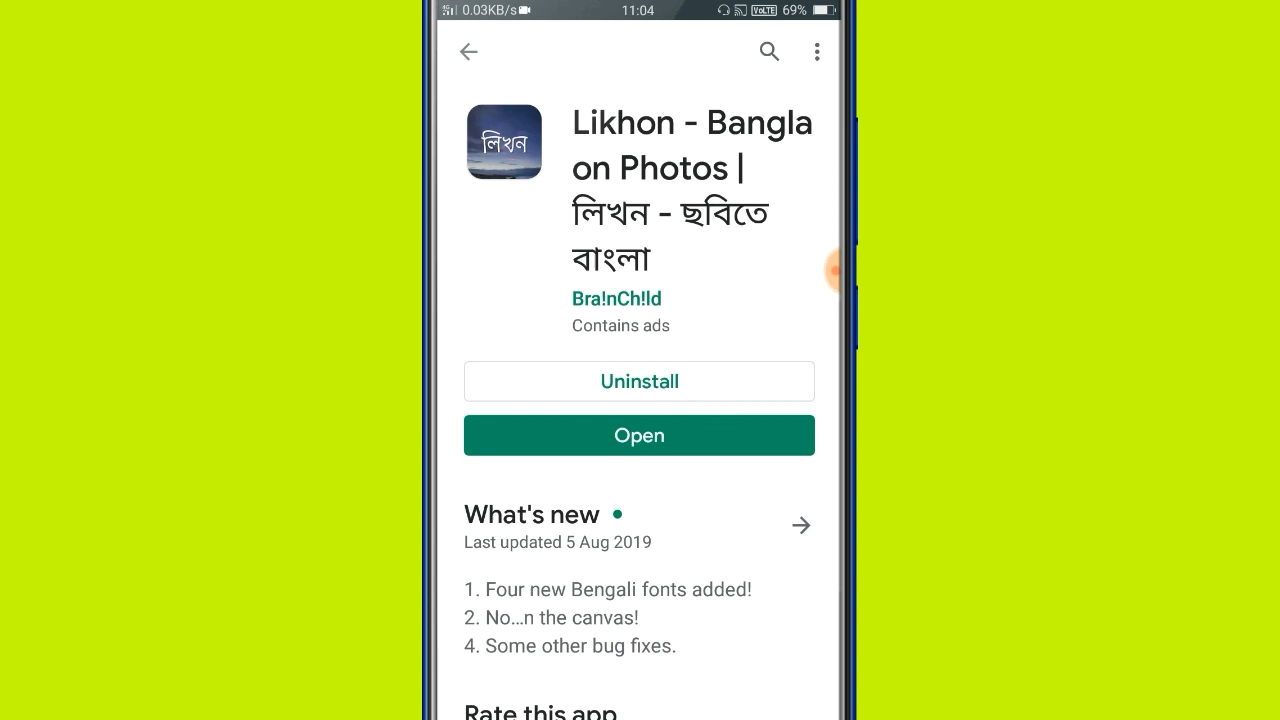 0.03KB/s 11:04 VoLTE 69%
লিখন
Likhon - Bangla
on Photos |
লিখন - ছবিতে
বাংলা
Bra!nCh!ld
Contains ads
Uninstall
Open
What's new
Last updated 5 Aug 2019
1. Four new Bengali fonts added!
2. No…n the canvas!
4. Some other bug fixes.
Rate this app